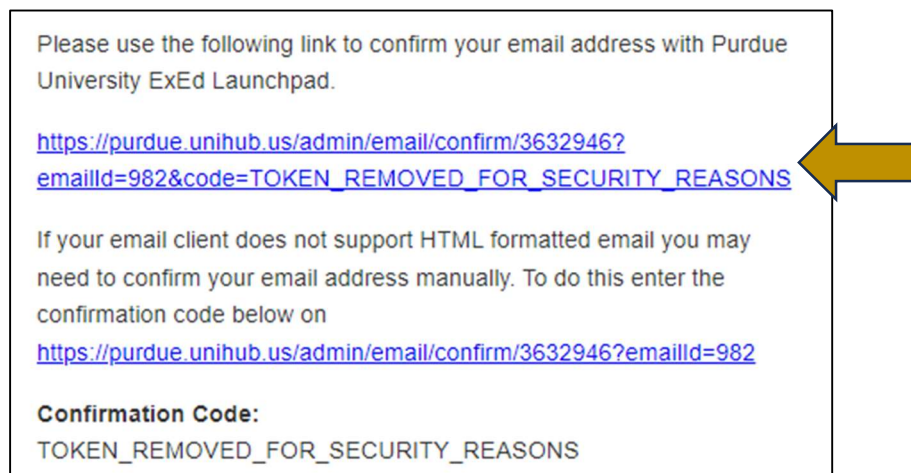 Please use the following link to confirm your email address with Purdue
University ExEd Launchpad.
https://purdue.unihub.us/admin/email/confirm/3632946?
emailId=982&code=TOKEN_REMOVED_FOR_SECURITY_REASONS
If your email client does not support HTML formatted email you may
need to confirm your email address manually. To do this enter the
confirmation code below on
https://purdue.unihub.us/admin/email/confirm/3632946?emailId=982
Confirmation Code:
TOKEN_REMOVED_FOR_SECURITY_REASONS